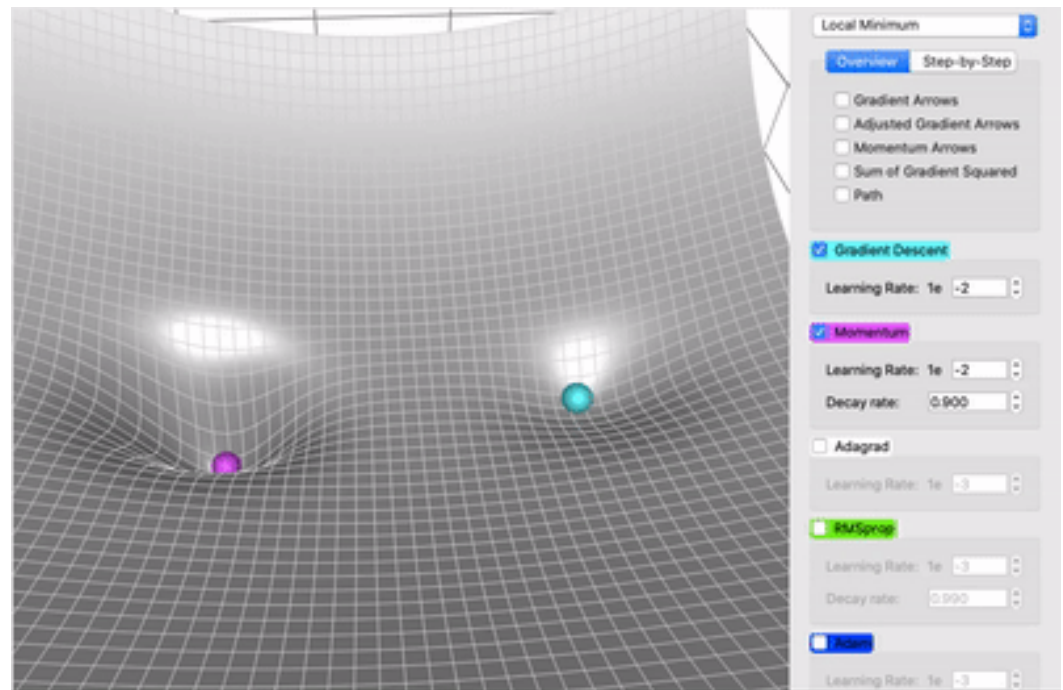 Local Minimum
Overview Step-by-Step
Gradient Arrows
Adjusted Gradient Arrows
Momentum Arrows
Sum of Gradient Squared
Path
Gradient Descent
Learning Rate: 1e -2
Momentum
Learning Rate: 1e -2
Decay rate: 0.900
Adagrad
Learning Rate: 1e -3
RMSprop
Learning Rate: 1e -3
Decay rate: 0.990
Adam
Learning Rate: 1e -3